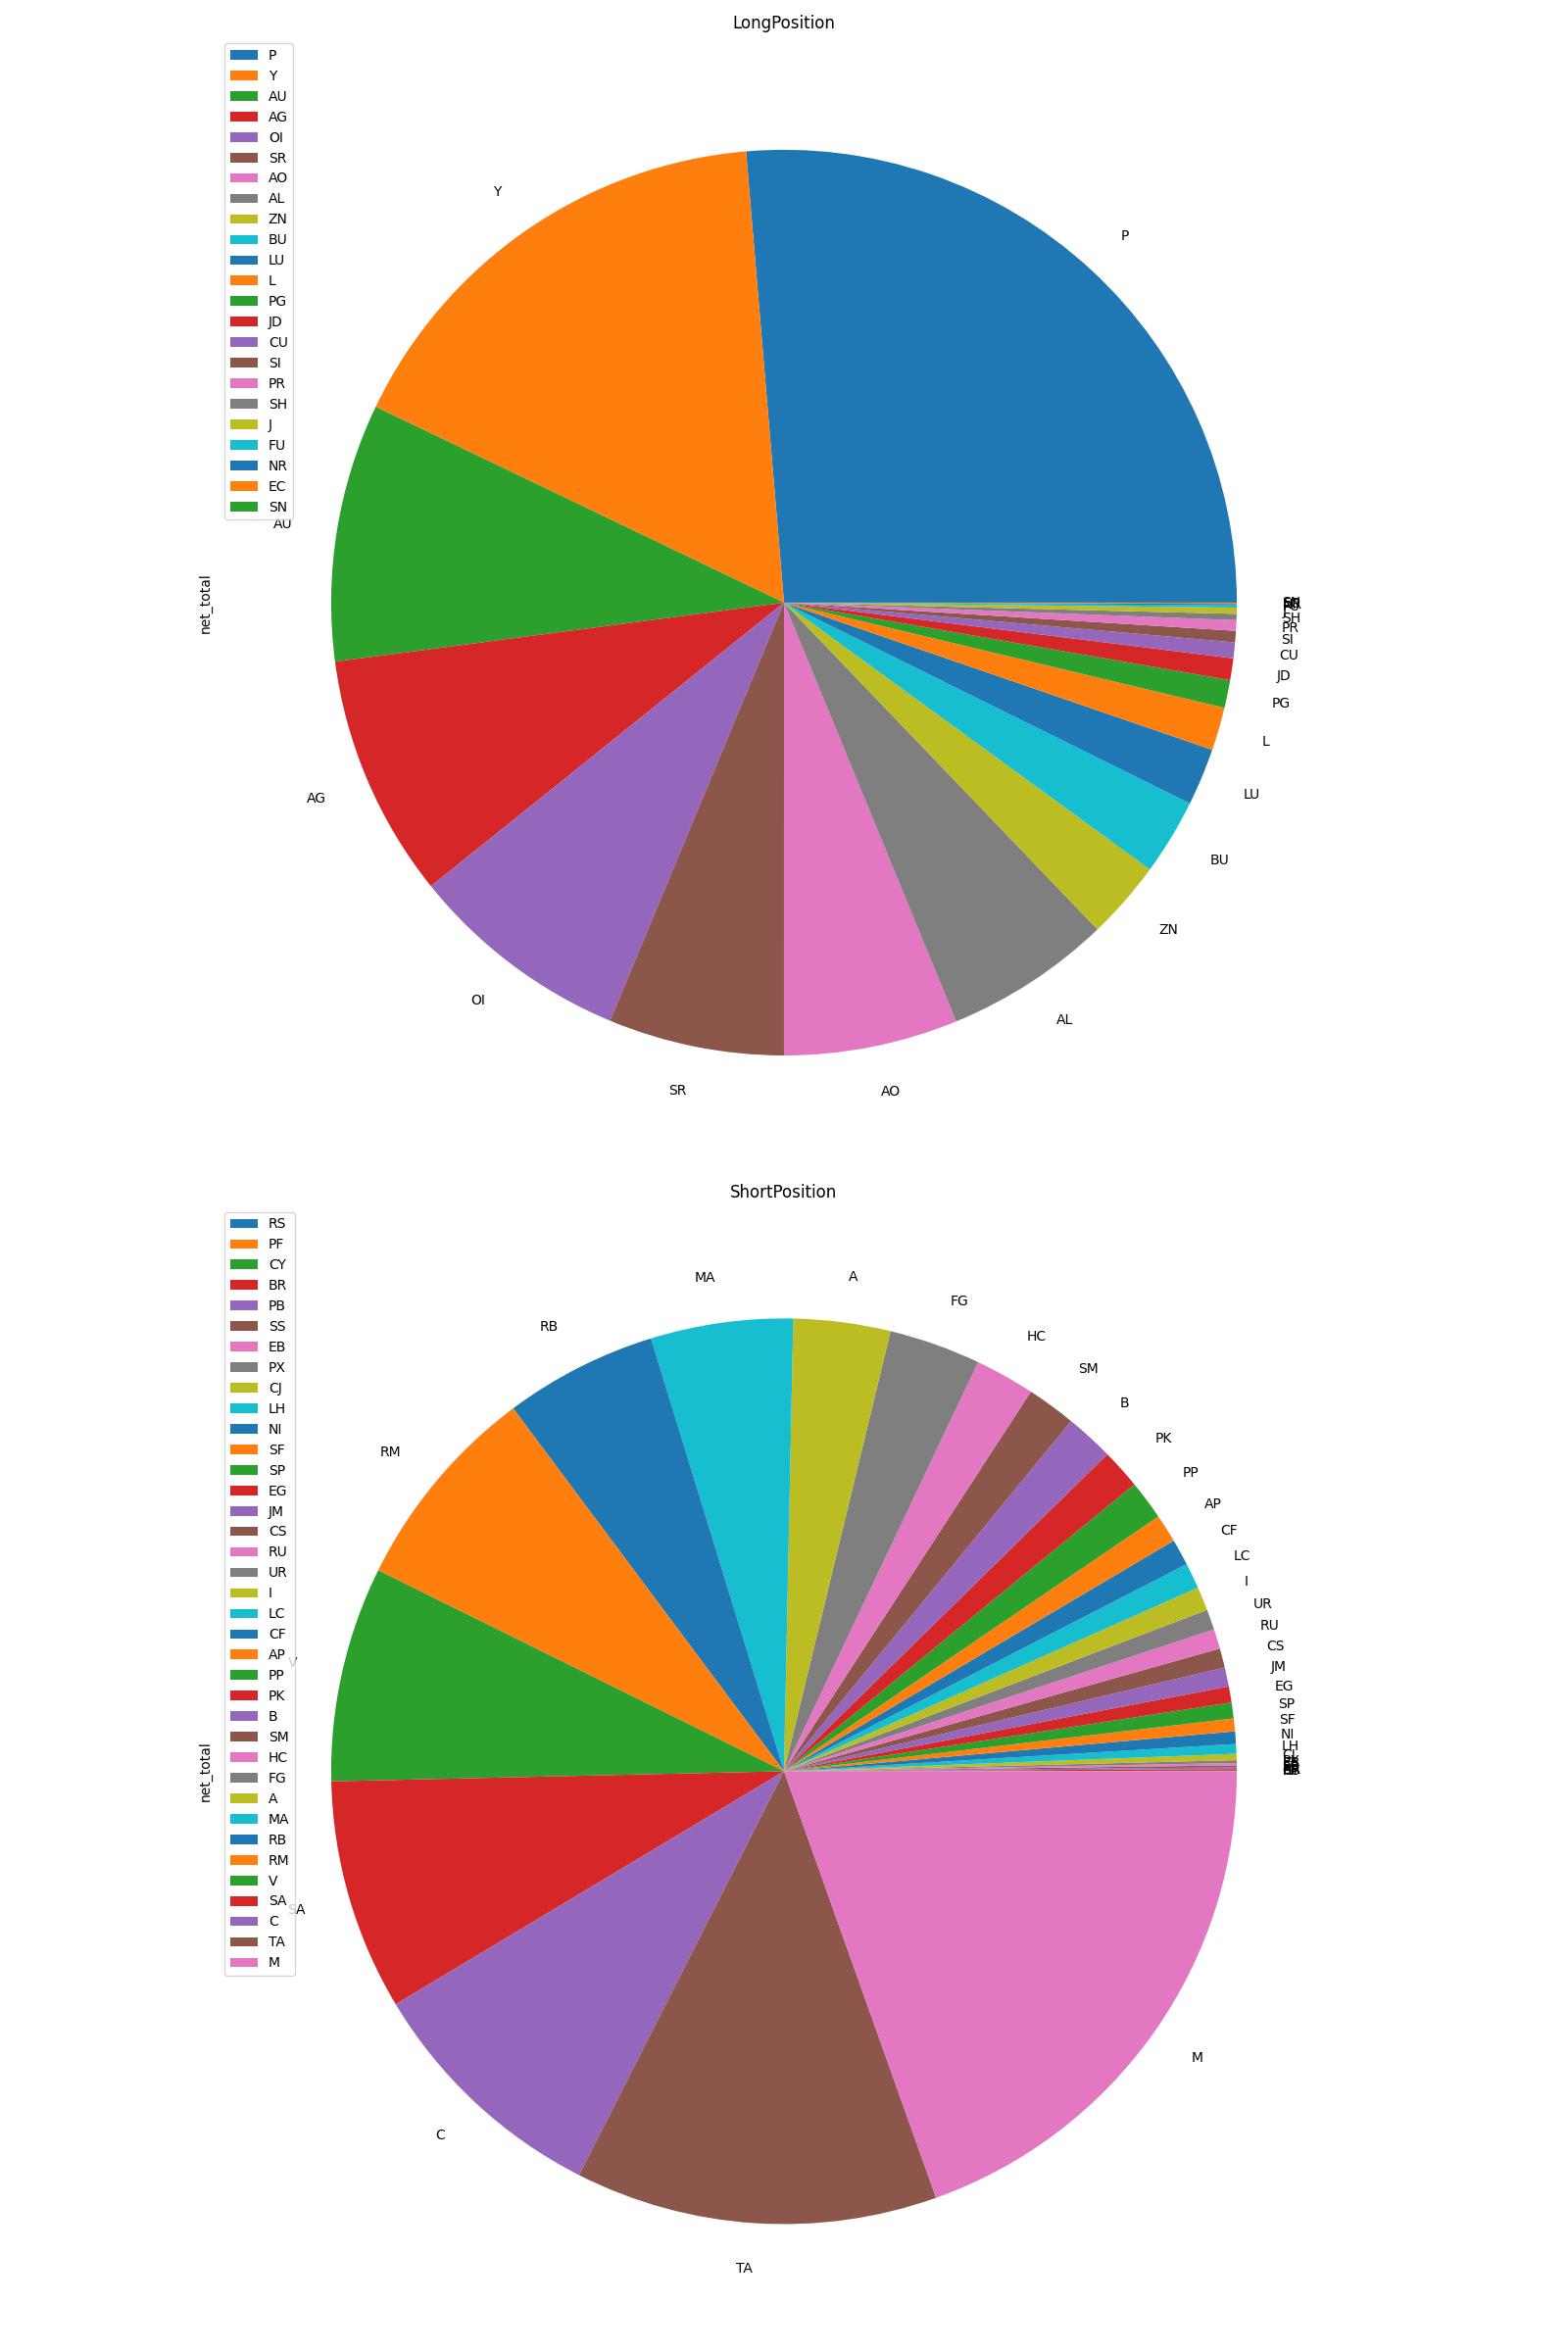 LongPosition
P
Y
AU
AG
OI
SR
AO
AL
ZN
BU
LU
L
PG
JD
CU
SI
PR
SH
J
FU
NR
EC
SN
net_total
P
Y
AU
AG
OI
SR
AO
AL
ZN
BU
LU
L
PG
JD
CU
SI
PR
SH
ShortPosition
RS
PF
CY
BR
PB
SS
EB
PX
CJ
LH
NI
SF
SP
EG
JM
CS
RU
UR
I
LC
CF
AP
PP
PK
B
SM
HC
FG
A
MA
RB
RM
V
SA
C
TA
M
net_total
MA
A
FG
HC
SM
B
PK
PP
AP
CF
LC
I
UR
RU
CS
JM
EG
SP
SF
NI
LH
RB
RM
V
SA
C
TA
M